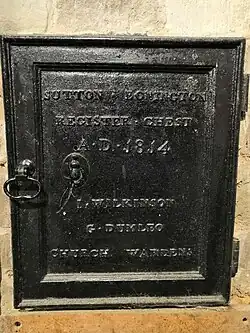 SUTTON & BONINGTON
REGISTER · CHEST
A·D·1814
I. WILKINSON
G · DUMLEO
CHURCH WARDENS